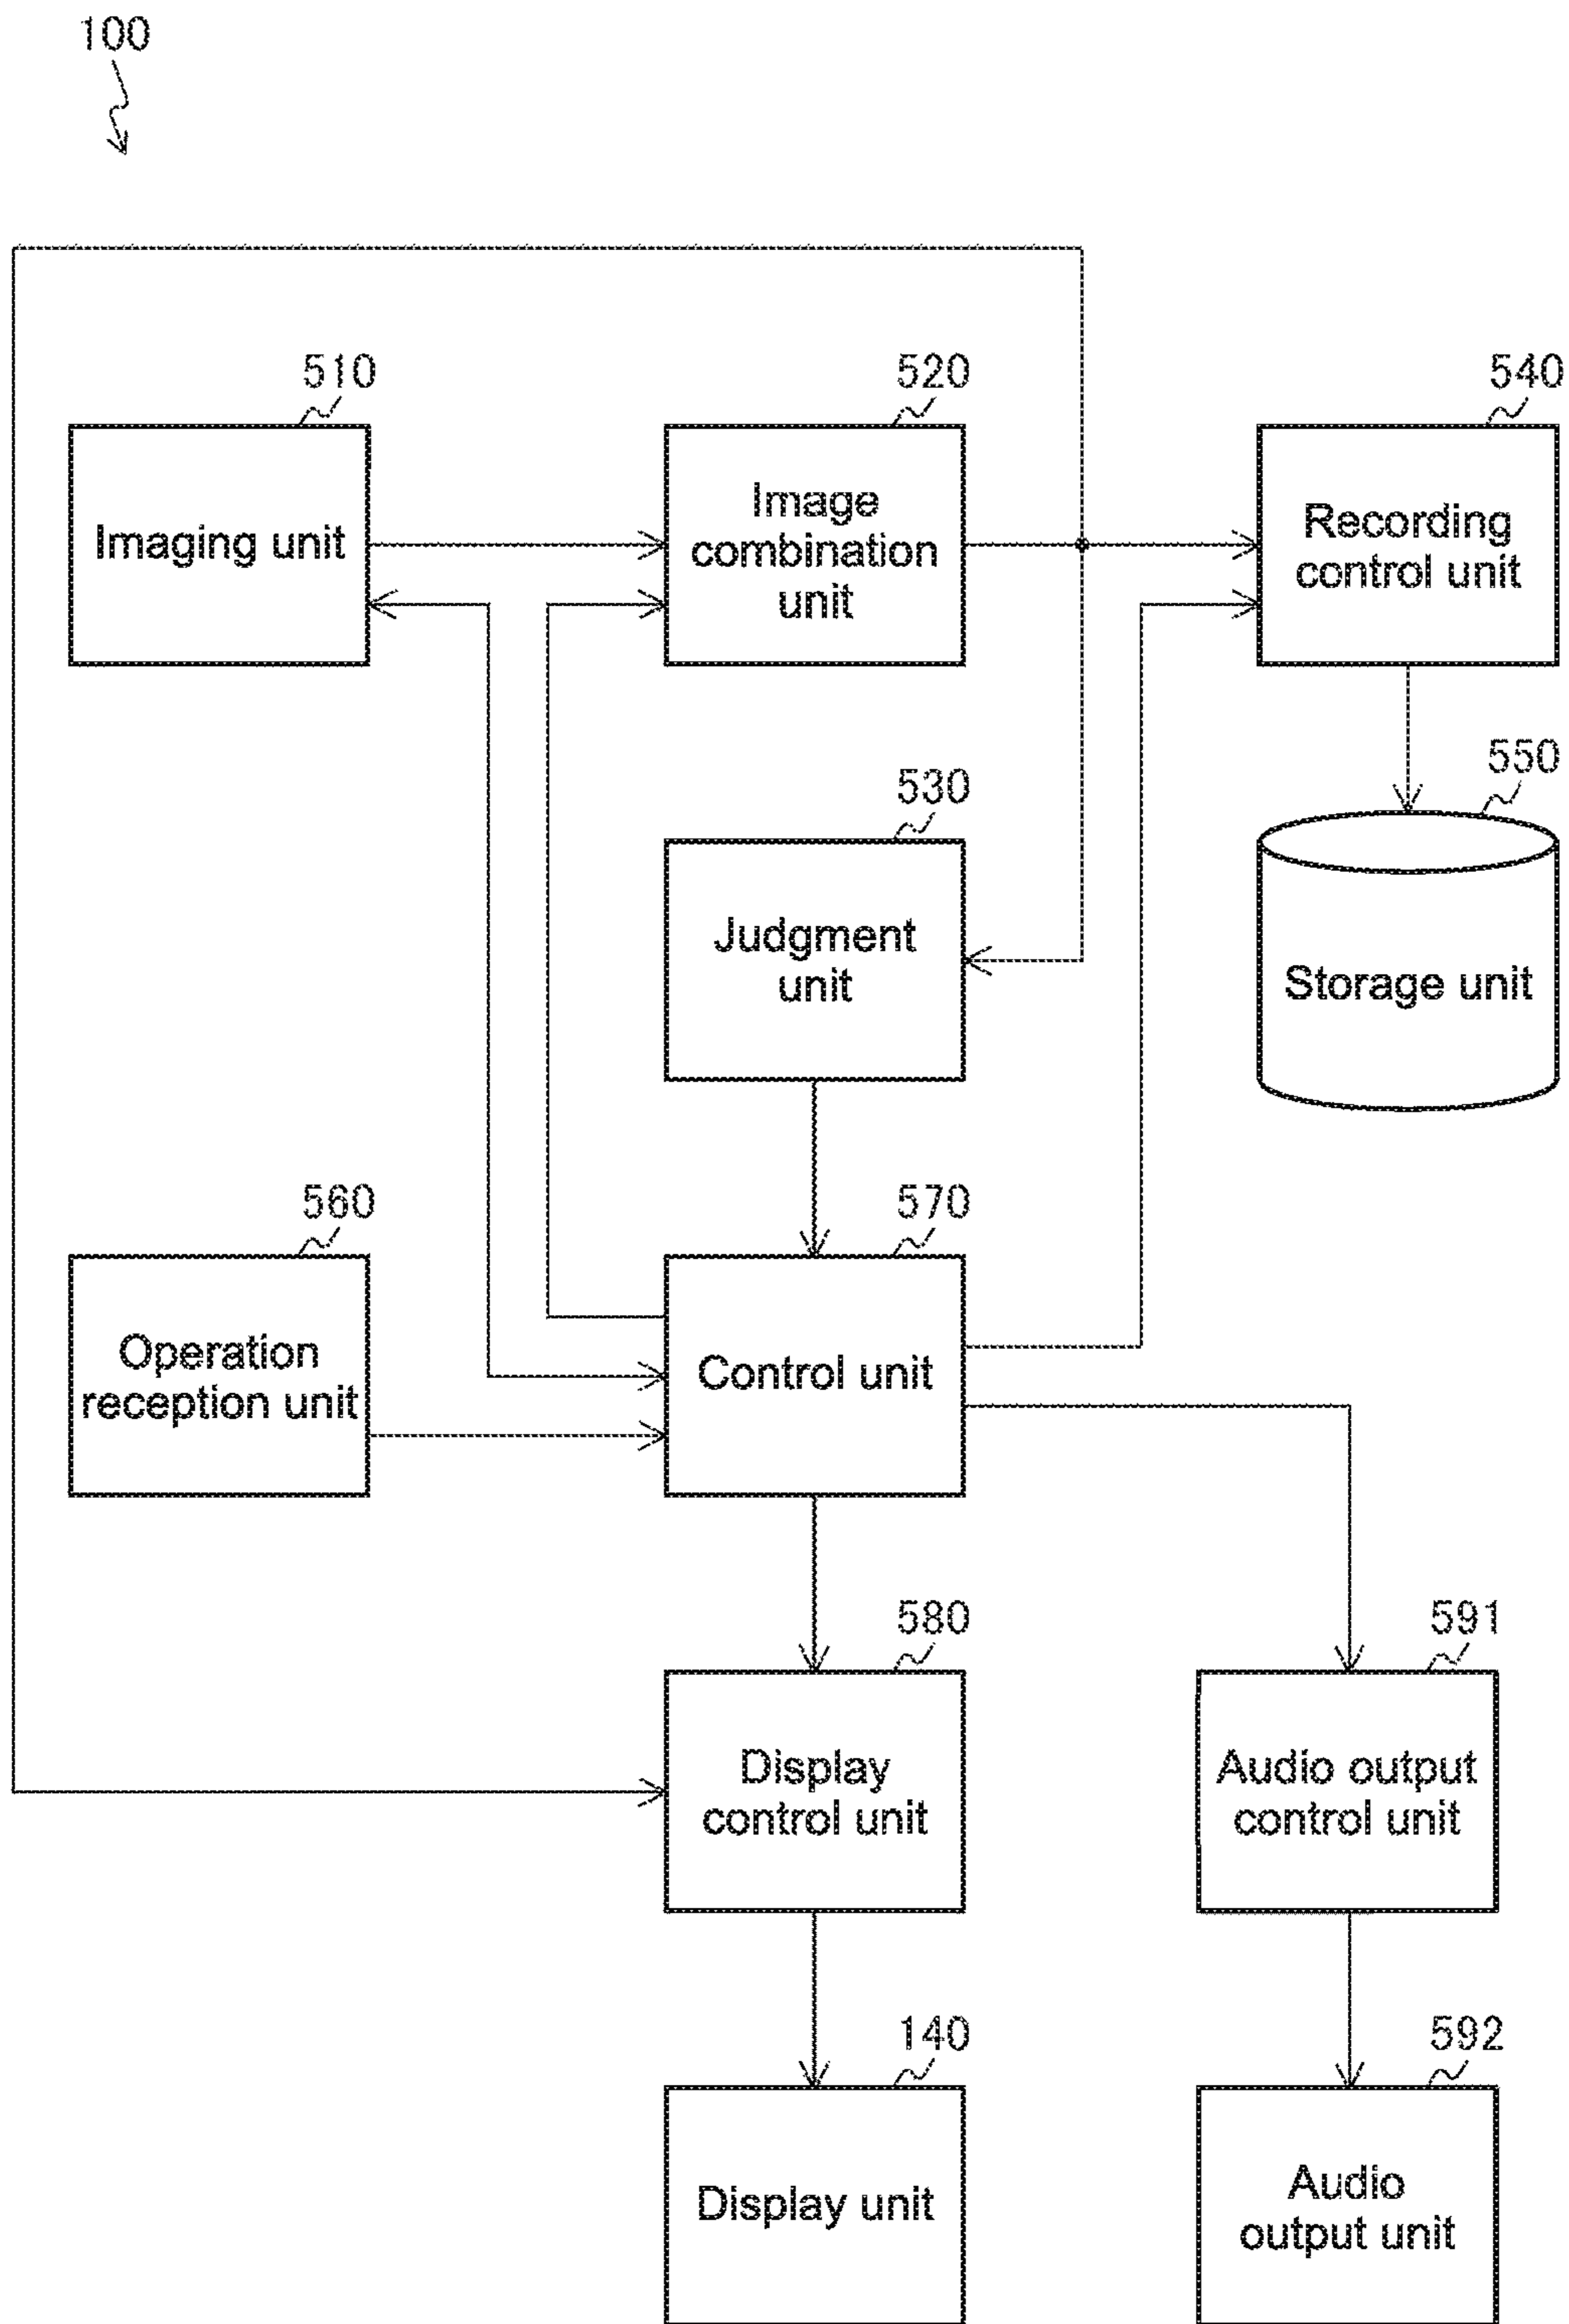 100
510
520
540
Imaging unit
Image
combination
unit
Recording
control unit
530
550
Judgment
unit
Storage unit
560
570
Operation
reception unit
Control unit
580
591
Display
control unit
Audio output
control unit
140
592
Display unit
Audio
output unit